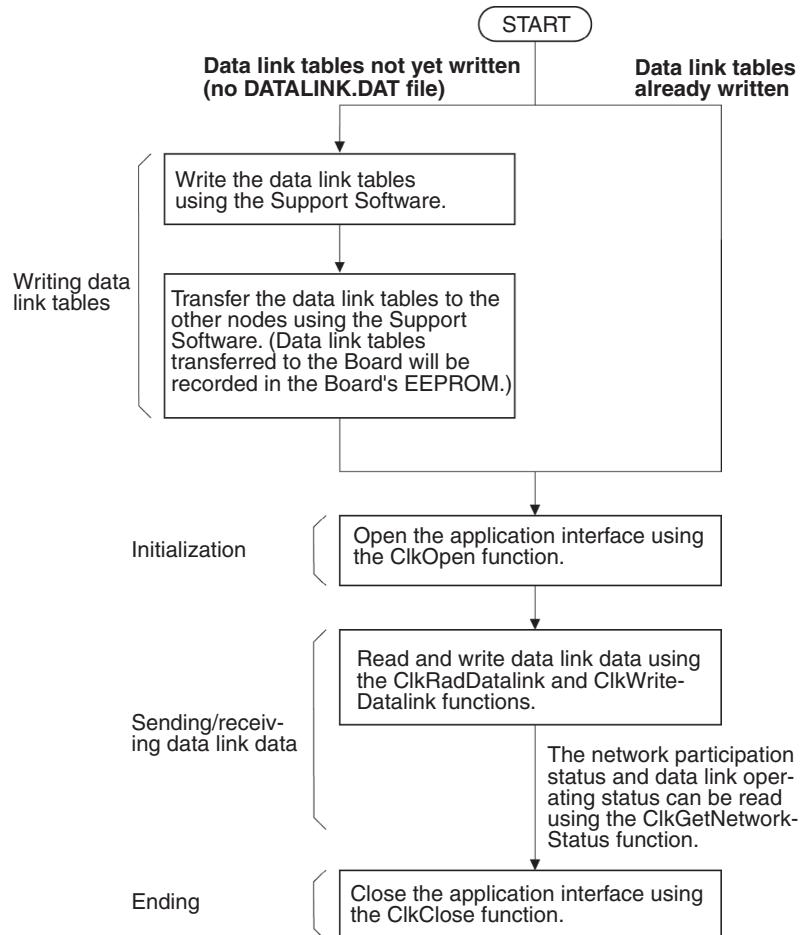 START
Data link tables not yet written
(no DATALINK.DAT file)
Data link tables
already written
Write the data link tables
using the Support Software.
Writing data
link tables
Transfer the data link tables to the
other nodes using the Support
Software. (Data link tables
transferred to the Board will be
recorded in the Board's EEPROM.)
Initialization
Open the application interface using
the ClkOpen function.
Read and write data link data using
the ClkRadDatalink and ClkWrite-
Datalink functions.
Sending/receiv-
ing data link data
The network participation
status and data link oper-
ating status can be read
using the ClkGetNetwork-
Status function.
Ending
Close the application interface using
the ClkClose function.